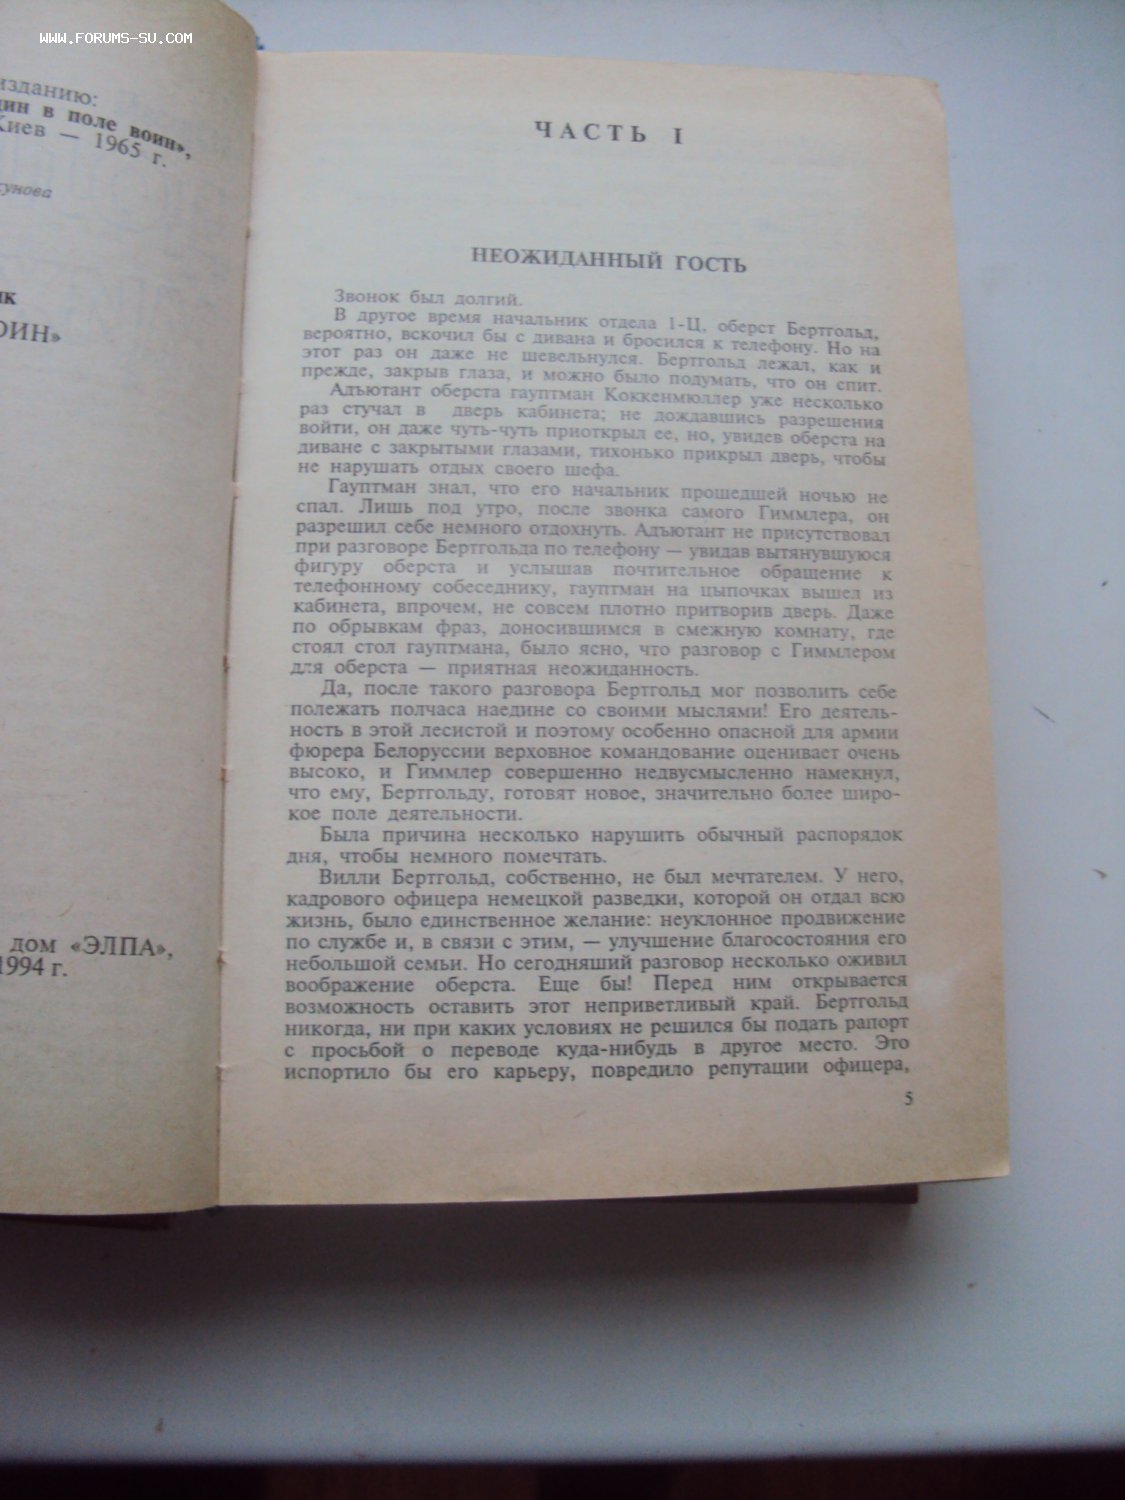 WWW.FORUMS-SU.COM
изданию:
в поле воин»,
Киев — 1965 г.
ВОИН»
дом «ЭЛПА»,
1994 г.
ЧАСТЬ I
НЕОЖИДАННЫЙ ГОСТЬ
Звонок был долгий.
В другое время начальник отдела 1-Ц, оберст Бертгольд,
вероятно, вскочил бы с дивана и бросился к телефону. Но на
этот раз он даже не шевельнулся. Бертгольд лежал, как и
прежде, закрыв глаза, и можно было подумать, что он спит.
Адъютант оберста гауптман Коккенмюллер уже несколько
раз стучал в дверь кабинета; не дождавшись разрешения
войти, он даже чуть-чуть приоткрыл ее, но, увидев оберста на
диване с закрытыми глазами, тихонько прикрыл дверь, чтобы
не нарушать отдых своего шефа.
Гауптман знал, что его начальник прошедшей ночью не
спал. Лишь под утро, после звонка самого Гиммлера, он
разрешил себе немного отдохнуть. Адъютант не присутствовал
при разговоре Бертгольда по телефону — увидав вытянувшуюся
фигуру оберста и услышав почтительное обращение к
телефонному собеседнику, гауптман на цыпочках вышел из
кабинета, впрочем, не совсем плотно притворив дверь. Даже
по обрывкам фраз, доносившимся в смежную комнату, где
стоял стол гауптмана, было ясно, что разговор с Гиммлером
для оберста — приятная неожиданность.
Да, после такого разговора Бертгольд мог позволить себе
полежать полчаса наедине со своими мыслями! Его деятель-
ность в этой лесистой и поэтому особенно опасной для армии
фюрера Белоруссии верховное командование оценивает очень
высоко, и Гиммлер совершенно недвусмысленно намекнул,
что ему, Бертгольду, готовят новое, значительно более широ-
кое поле деятельности.
Была причина несколько нарушить обычный распорядок
дня, чтобы немного помечтать.
Вилли Бертгольд, собственно, не был мечтателем. У него,
кадрового офицера немецкой разведки, которой он отдал всю
жизнь, было единственное желание: неуклонное продвижение
по службе и, в связи с этим, — улучшение благосостояния его
небольшой семьи. Но сегодняший разговор несколько оживил
воображение оберста. Еще бы! Перед ним открывается
возможность оставить этот неприветливый край. Бертгольд
никогда, ни при каких условиях не решился бы подать рапорт
с просьбой о переводе куда-нибудь в другое место. Это
испортило бы его карьеру, повредило репутации офицера,
5